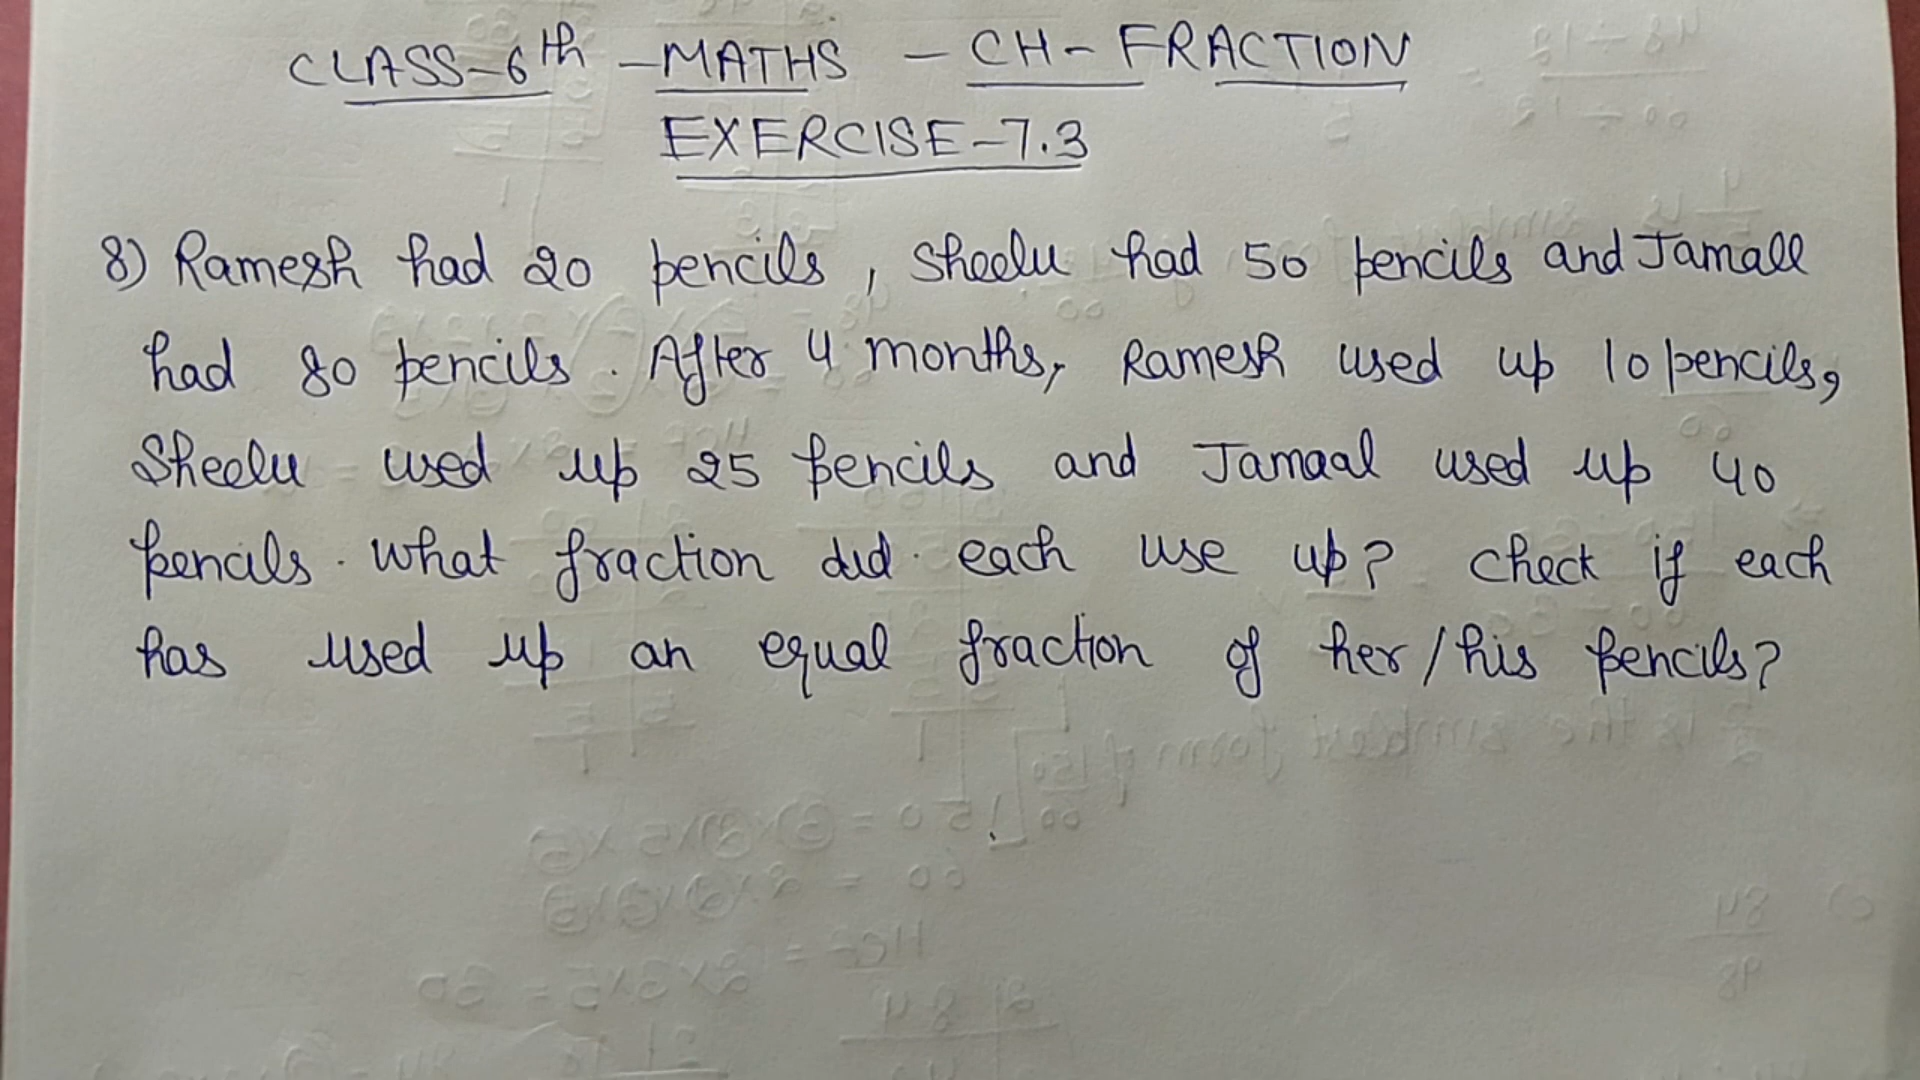 CLASS-6th - MATHS - CH- FRACTION
EXERCISE-7.3
8) Ramesh had 20 pencils, Sheelu had 50 pencils and Jamall
had 80 pencils. After 4 months, Ramesh used up 10 pencils,
Sheelu used up 25 pencils and Jamaal used up 40
pencils. What fraction did each use up? Check if each
has used up an equal fraction of her/his pencils?